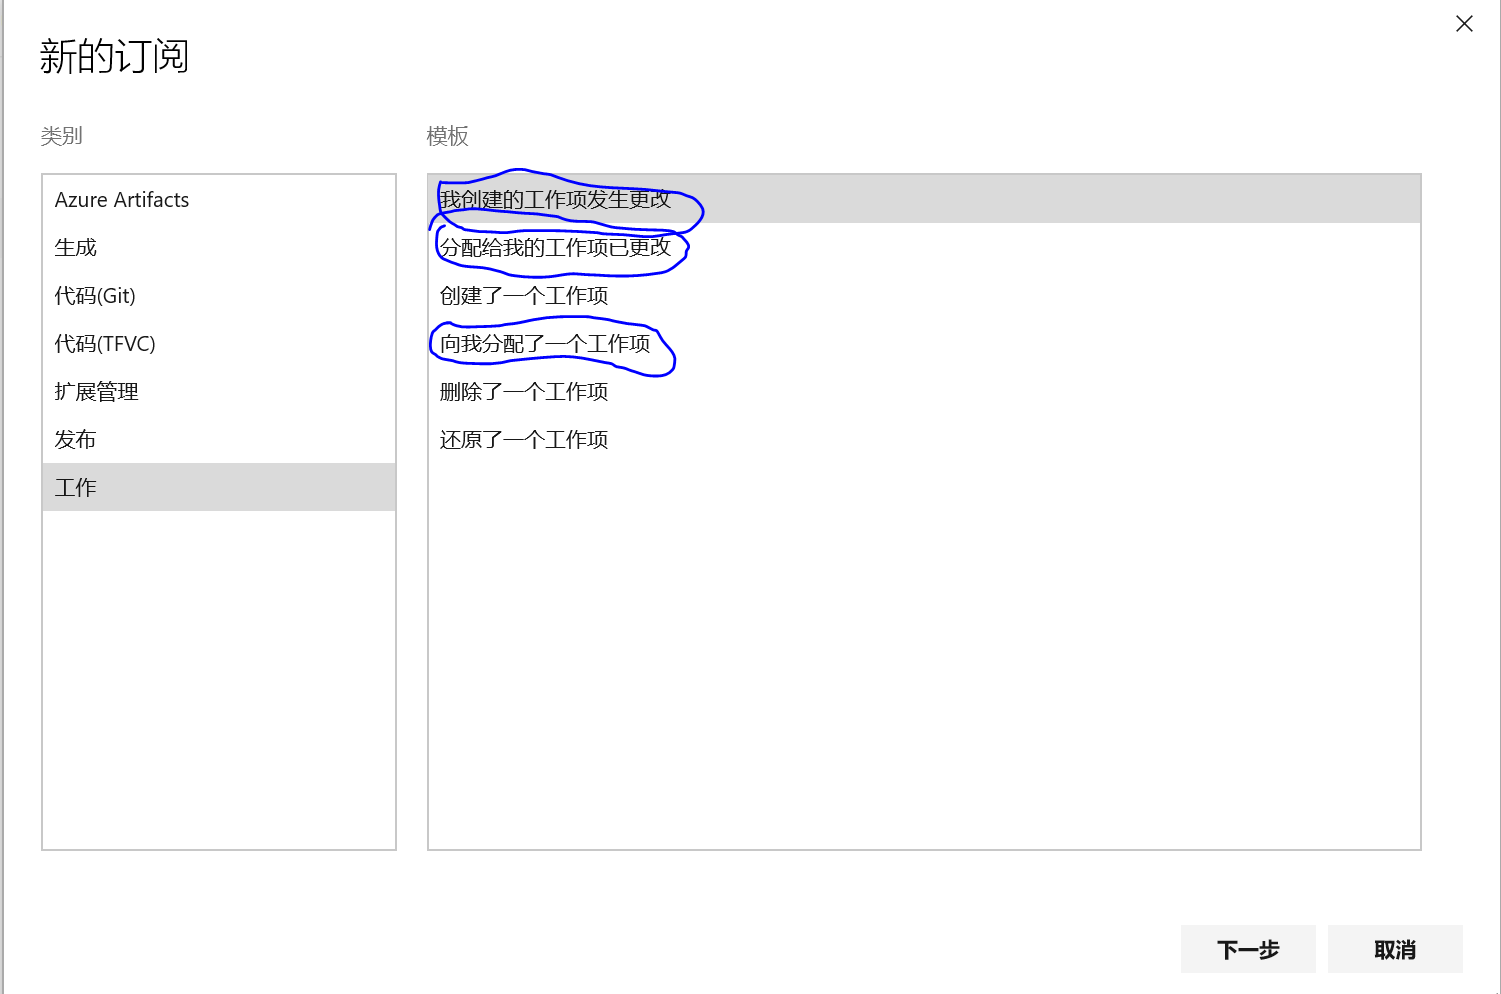 新的订阅
类别
Azure Artifacts
生成
代码(Git)
代码(TFVC)
扩展管理
发布
工作
模板
我创建的工作项发生更改
分配给我的工作项已更改
创建了一个工作项
向我分配了一个工作项
删除了一个工作项
还原了一个工作项
下一步
取消